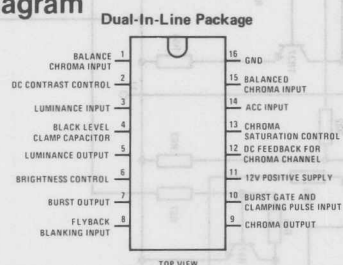 agram
Dual-In-Line Package
BALANCE
CHROMA INPUT
1
DC CONTRAST CONTROL
2
LUMINANCE INPUT
3
BLACK LEVEL
CLAMP CAPACITOR
4
LUMINANCE OUTPUT
5
BRIGHTNESS CONTROL
6
BURST OUTPUT
7
FLYBACK
BLANKING INPUT
8
16
GND
15
BALANCED
CHROMA INPUT
14
ACC INPUT
13
CHROMA
SATURATION CONTROL
12
DC FEEDBACK FOR
CHROMA CHANNEL
11
12V POSITIVE SUPPLY
10
BURST GATE AND
CLAMPING PULSE INPUT
9
CHROMA OUTPUT
TOP VIEW